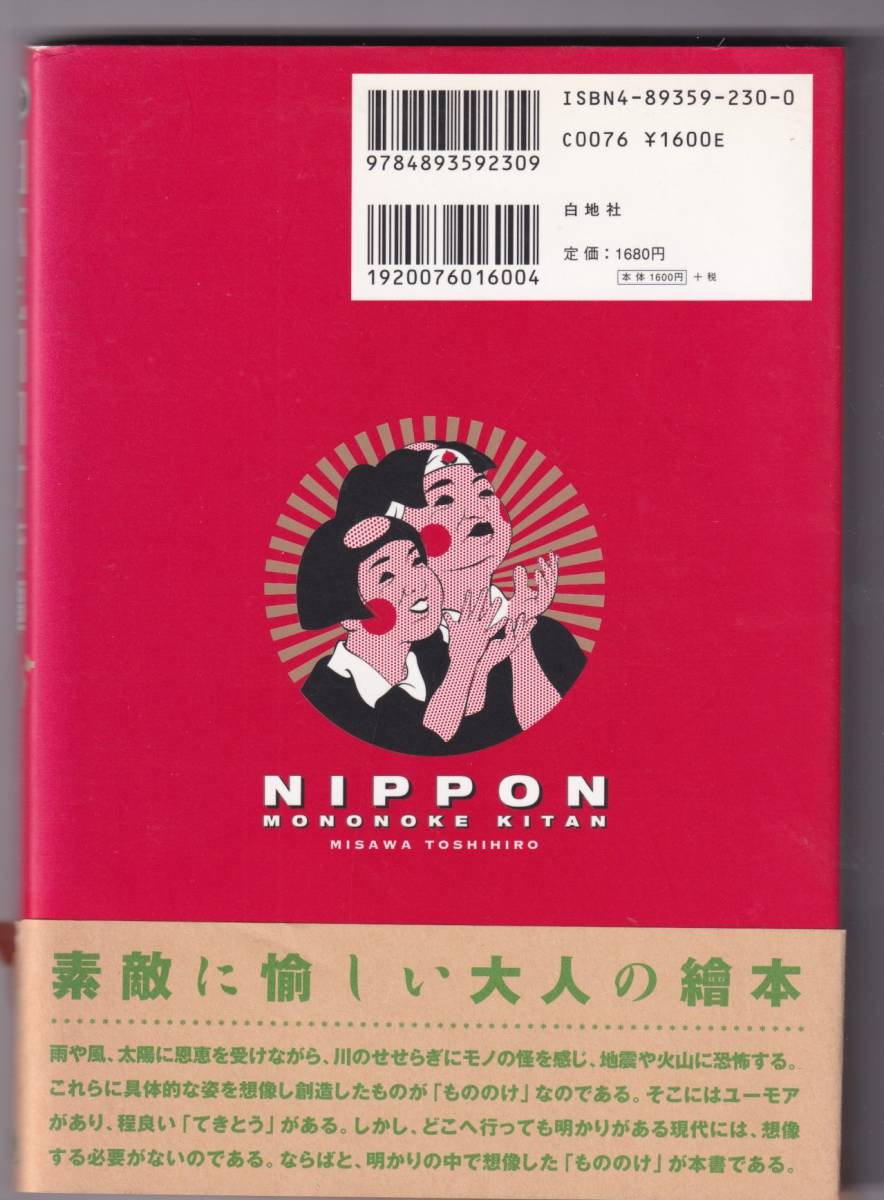 ISBN4-89359-230-0
9784893592309
C0076 ¥1600E
白地社
定価：1680円
1920076016004
本体 1600円 ＋税
NIPPON
MONONOKE KITAN
MISAWA TOSHIHIRO
素敵に愉しい大人の繪本
雨や風、太陽に恩恵を受けながら、川のせせらぎにモノの怪を感じ、地震や火山に恐怖する。
これらに具体的な姿を想像し創造したものが「もののけ」なのである。そこにはユーモア
があり、程良い「てきとう」がある。しかし、どこへ行っても明かりがある現代には、想像
する必要がないのである。ならばと、明かりの中で想像した「もののけ」が本書である。